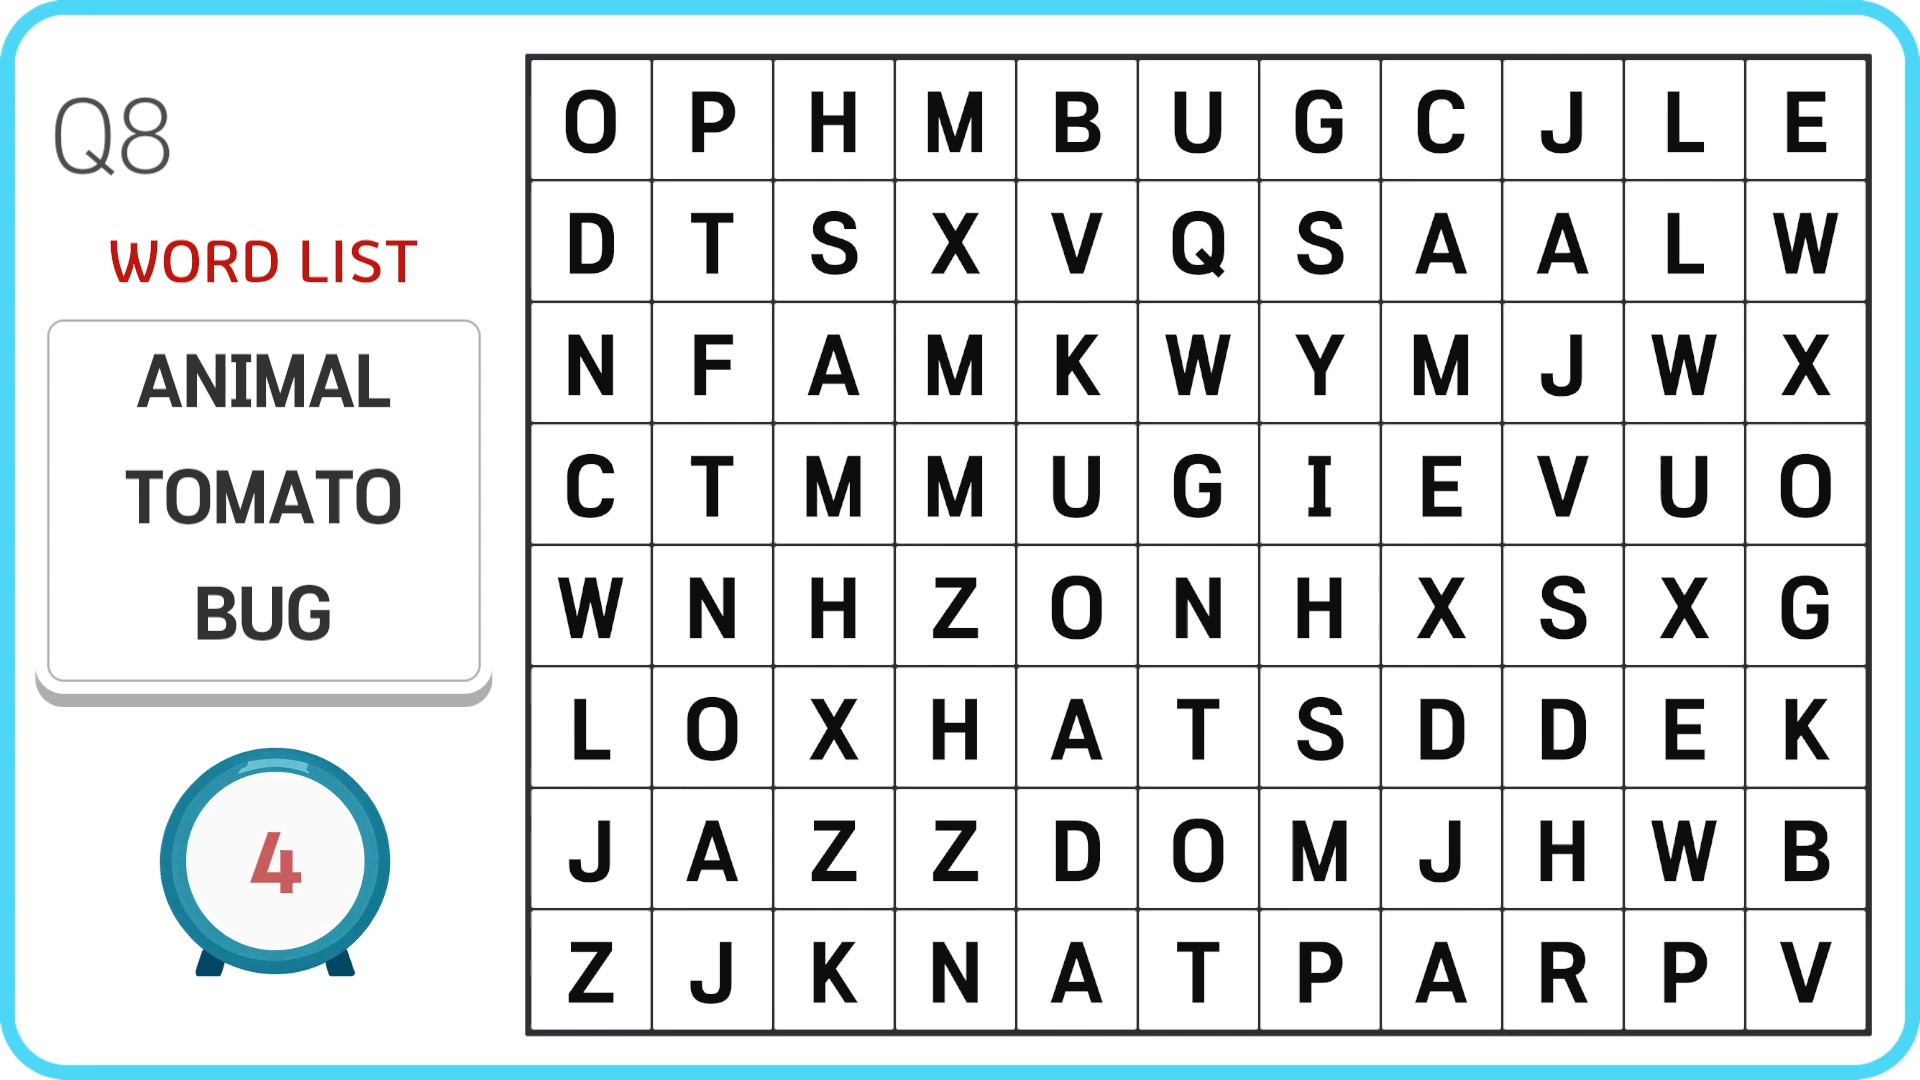 Q8
WORD LIST
ANIMAL
TOMATO
BUG
4
O P H M B U G C J L E
D T S X V Q S A A L W
N F A M K W Y M J W X
C T M M U G I E V U O
W N H Z O N H X S X G
L O X H A T S D D E K
J A Z Z D O M J H W B
Z J K N A T P A R P V